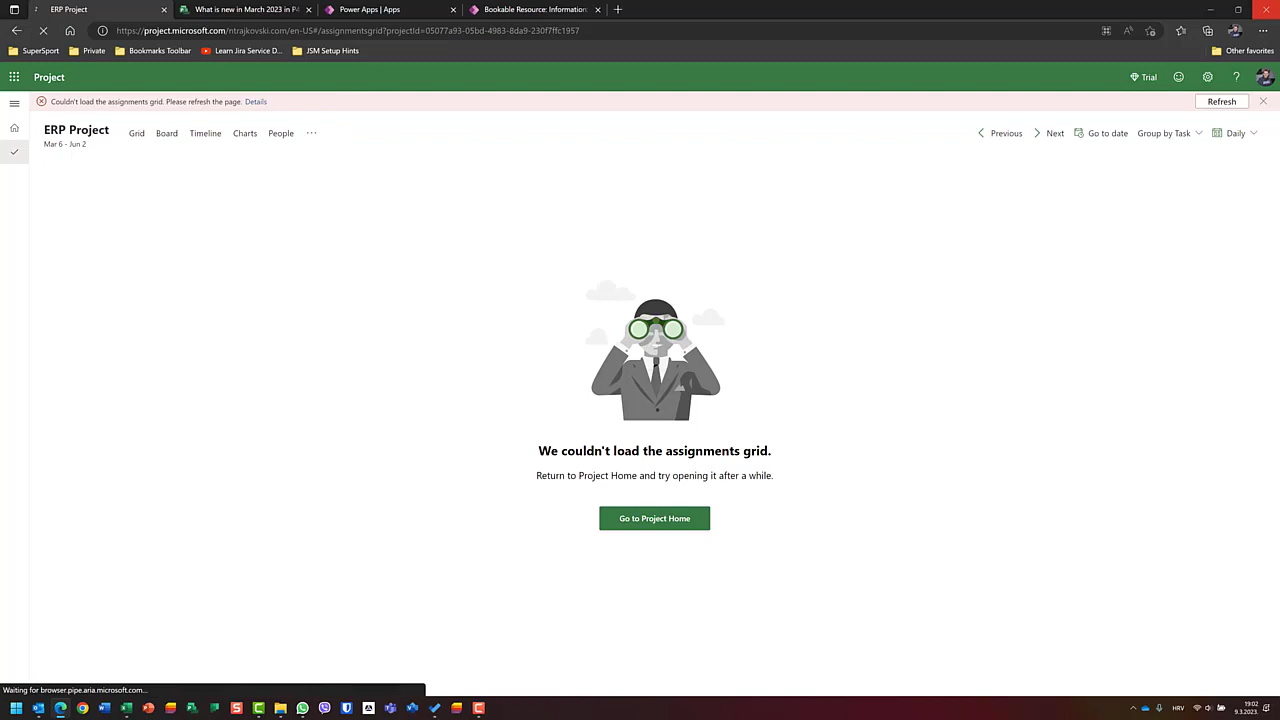 ERP Project
What is new in March 2023 in P
Power Apps | Apps
Bookable Resource: Information
https://project.microsoft.com/ntrajkovski.com/en-US#/assignmentsgrid?projectId=05077a93-05bd-4983-8da9-230f7ffc1957
SuperSport
Private
Bookmarks Toolbar
Learn Jira Service D...
JSM Setup Hints
Other favorites
Project
Trial
Couldn't load the assignments grid. Please refresh the page. Details
Refresh
ERP Project
Mar 6 - Jun 2
Grid
Board
Timeline
Charts
People
Previous
Next
Go to date
Group by Task
Daily
We couldn't load the assignments grid.
Return to Project Home and try opening it after a while.
Go to Project Home
Waiting for browser.pipe.aria.microsoft.com...
HRV
19:02
9.3.2023.